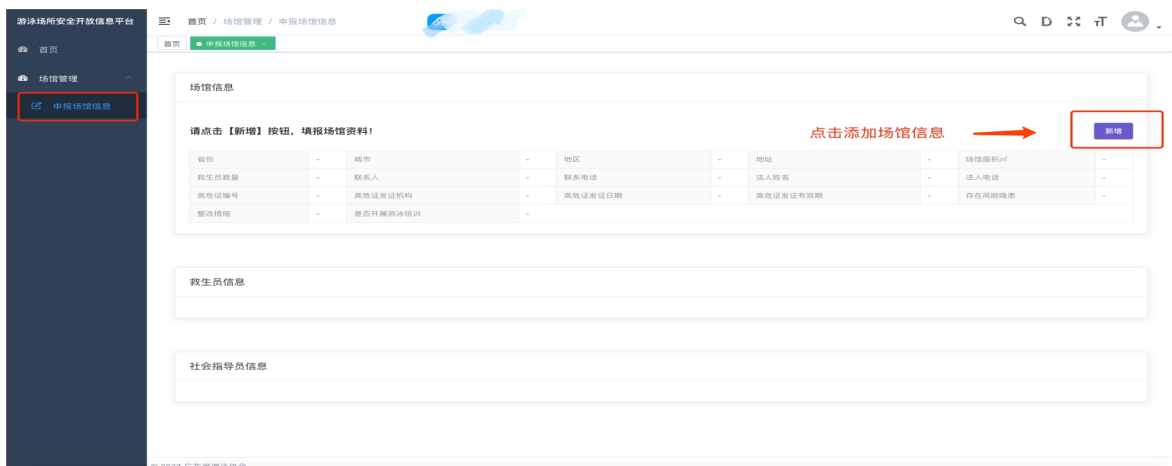 游泳场所安全开放信息平台
首页 / 场馆管理 / 申报场馆信息
首页
申报场馆信息 ×
首页
场馆管理
申报场馆信息
场馆信息
请点击【新增】按钮，填报场馆资料！
点击添加场馆信息
新增
省份 - 城市 - 地区 - 地址 - 场馆面积㎡ -
救生员数量 - 联系人 - 联系电话 - 法人姓名 - 法人电话 -
高危证编号 - 高危证发证机构 - 高危证发证日期 - 高危证发证有效期 - 存在风险隐患 -
整改措施 - 是否开展游泳培训 -
救生员信息
社会指导员信息